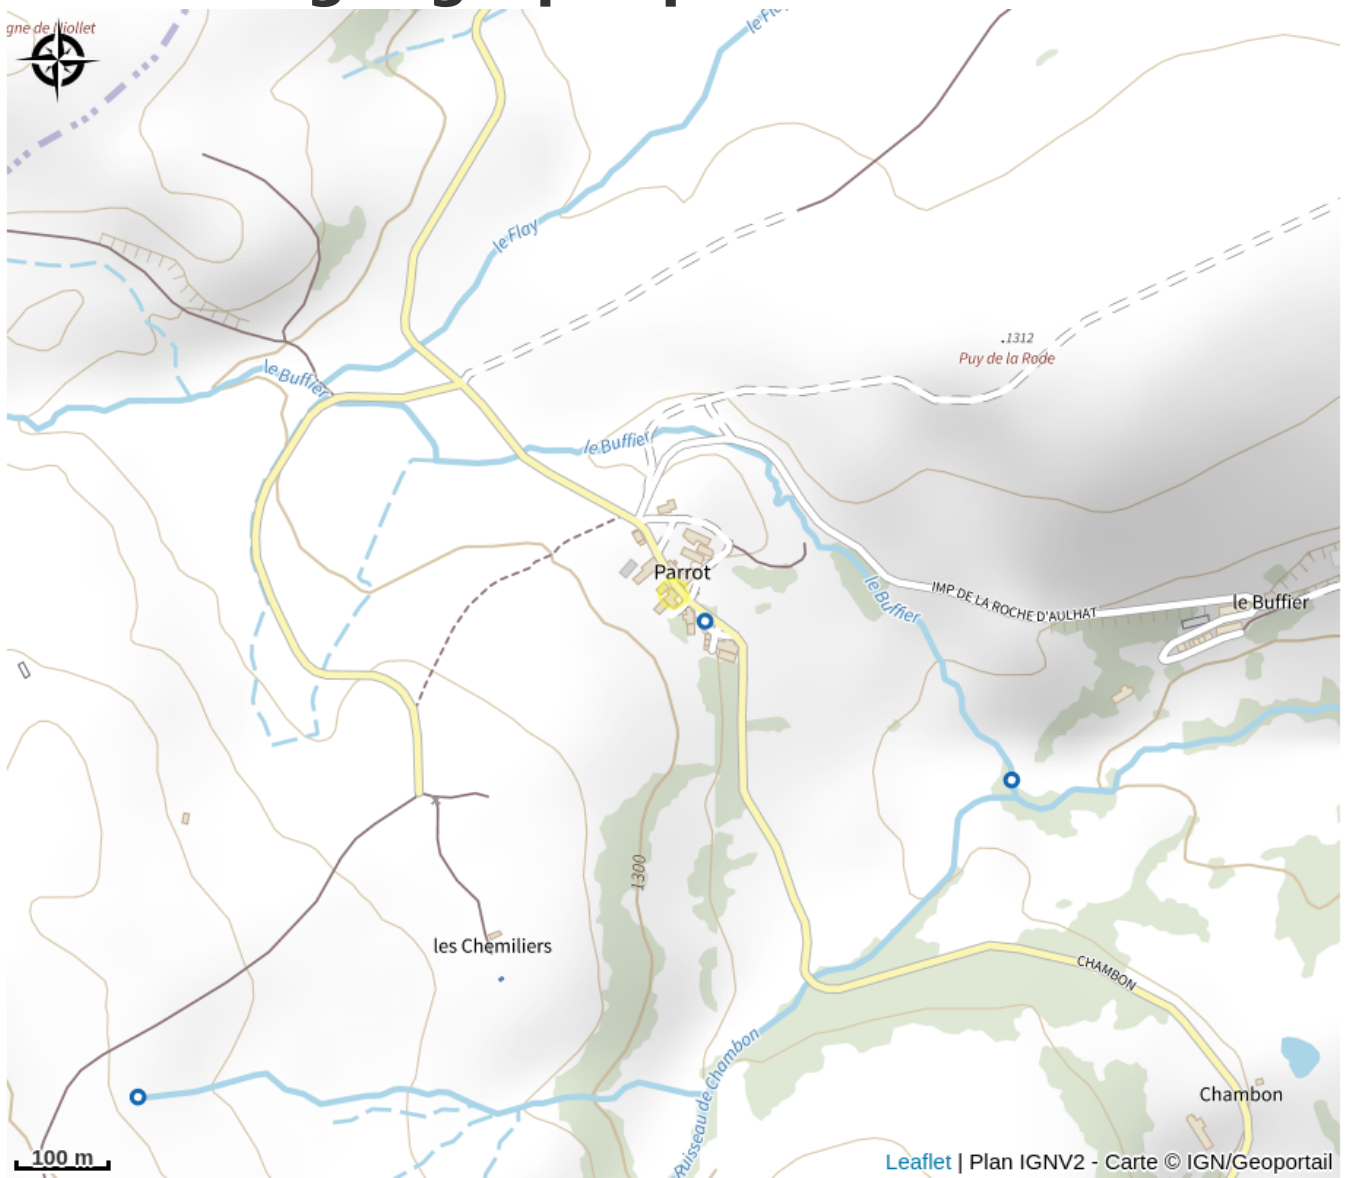 le Flay
gne de Niollet
le Flay
.1312
Puy de la Rode
le Buffier
le Buffier
Parrot
le Buffier
IMP DE LA ROCHE D'AULHAT
le Buffier
1300
les Chemiliers
CHAMBON
Ruisseau de Chambon
Chambon
100 m
Leaflet | Plan IGNV2 - Carte © IGN/Geoportail